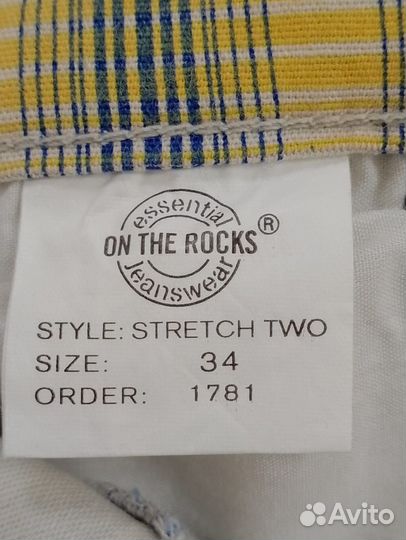 essential
ON THE ROCKS®
jeanswear
STYLE: STRETCH TWO
SIZE: 34
ORDER: 1781
Avito